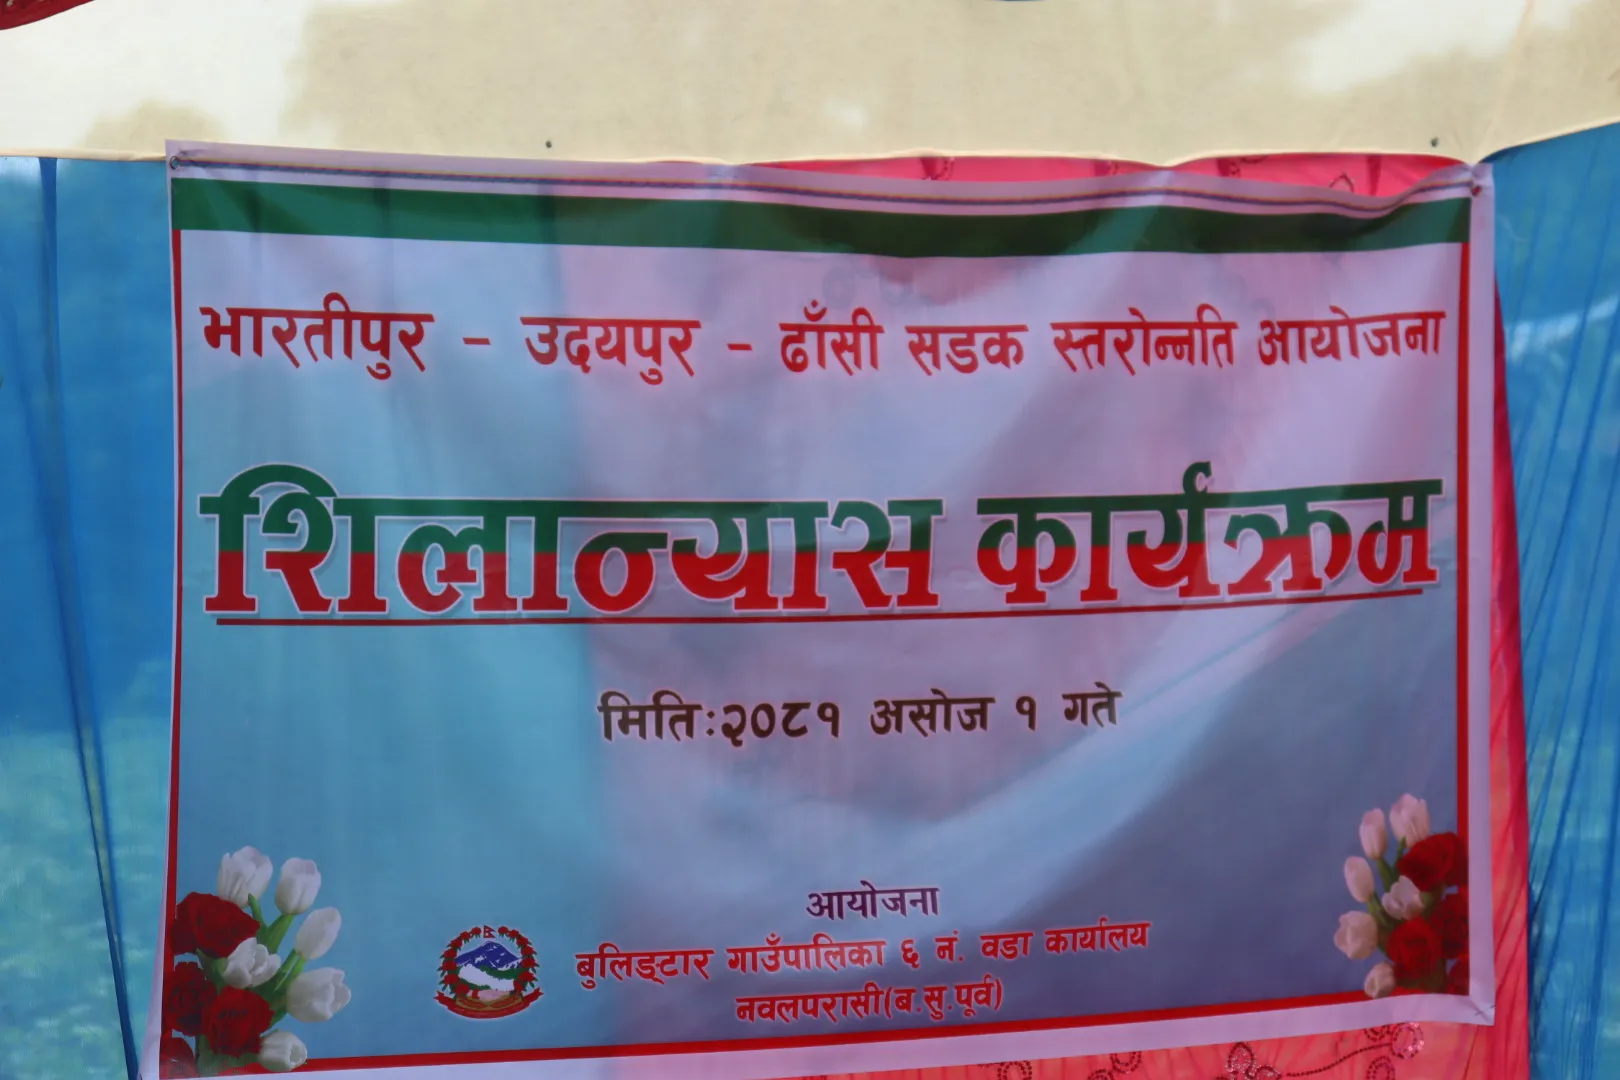 भारतीपुर - उदयपुर - ढाँसी सडक स्तरोन्नति आयोजना
शिलान्यास कार्यक्रम
मिति:२०८१ असोज १ गते
आयोजना
बुलिङ्टार गाउँपालिका ६ नं. वडा कार्यालय
नवलपरासी(ब.सु.पूर्व)